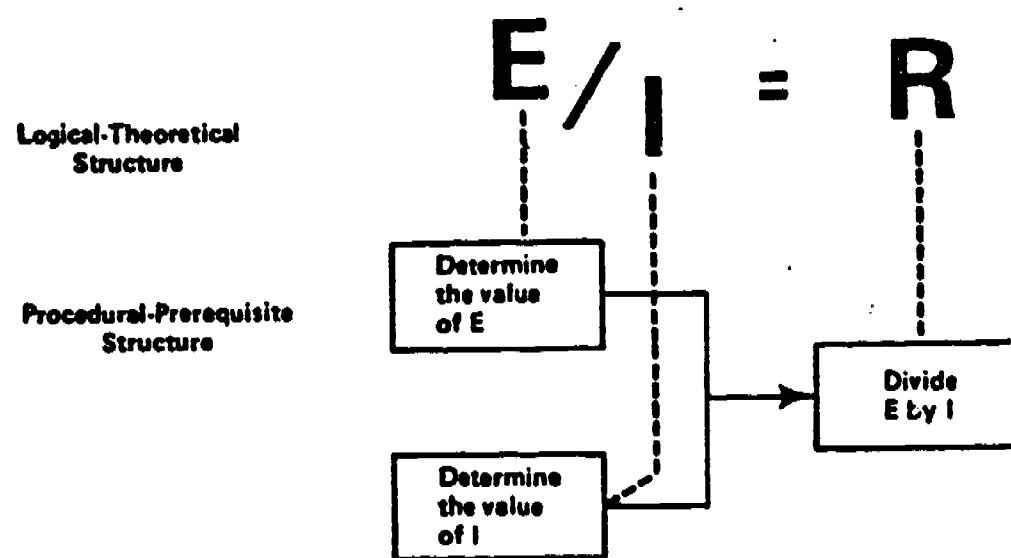 E / I = R
Logical-Theoretical
Structure
Determine
the value
of E
Procedural-Prerequisite
Structure
Divide
E by I
Determine
the value
of I